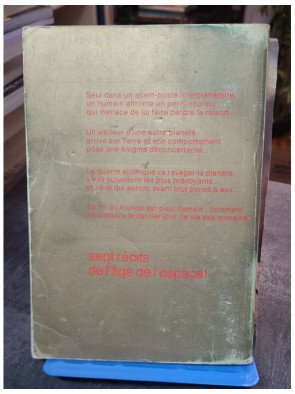 Seul dans un avant-poste interplanétaire,
un humain affronte un péril inconnu
qui menace de lui faire perdre la raison...
Un visiteur d'une autre planète
arrive sur Terre et son comportement
pose une énigme déconcertante...
La guerre atomique va ravager la planète :
seuls survivront les plus prévoyants
et ceux qui auront avant tout pensé à eux...
La fin du monde est pour demain : comment
se passera le dernier jour de vie des humains?
sept récits
de l'âge de l'espace!